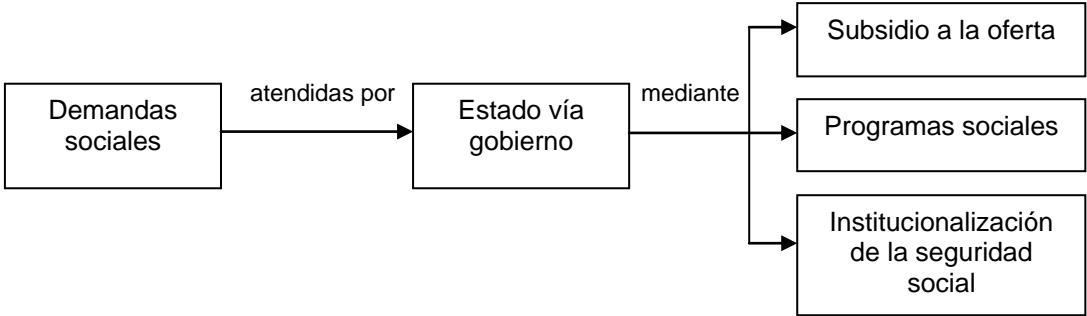 Demandas
sociales
atendidas por
Estado vía
gobierno
mediante
Subsidio a la oferta
Programas sociales
Institucionalización
de la seguridad
social